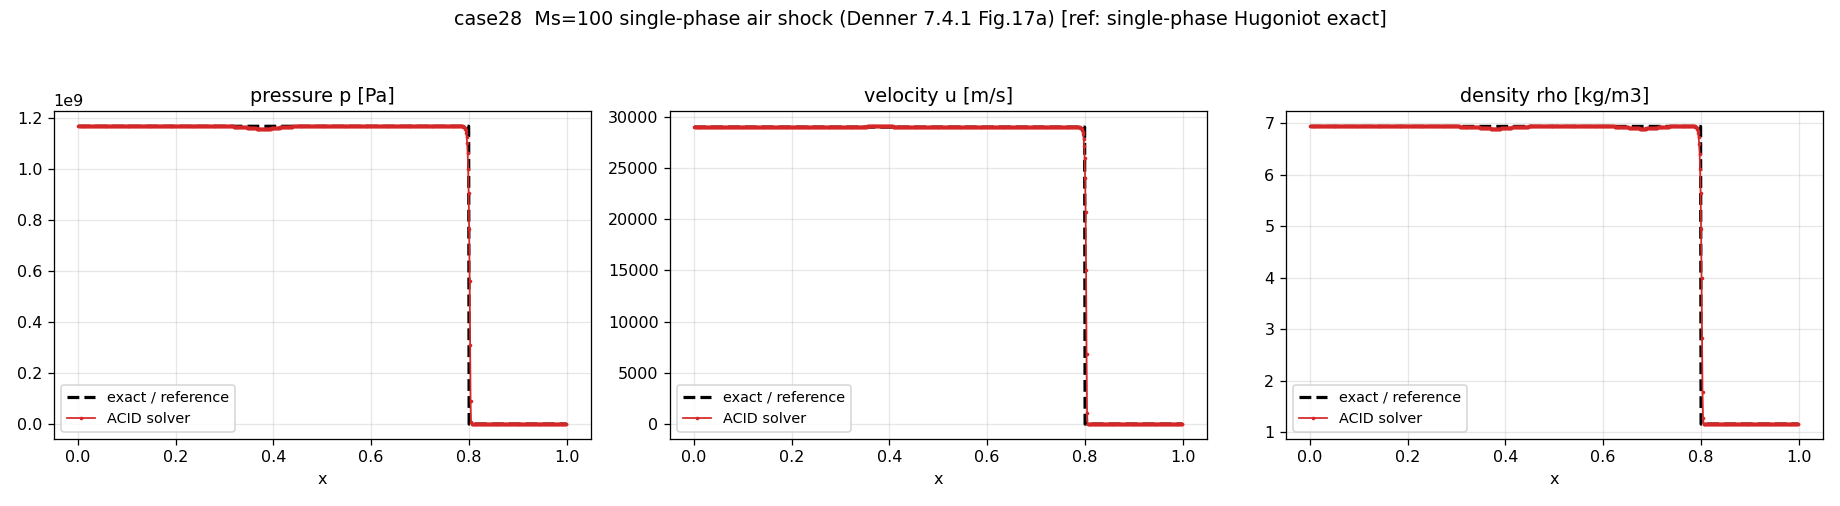 case28  Ms=100 single-phase air shock (Denner 7.4.1 Fig.17a) [ref: single-phase Hugoniot exact]
pressure p [Pa]
1e9
1.2
1.0
0.8
0.6
0.4
0.2
0.0
0.0 0.2 0.4 0.6 0.8 1.0
x
exact / reference
ACID solver
velocity u [m/s]
30000
25000
20000
15000
10000
5000
0
0.0 0.2 0.4 0.6 0.8 1.0
x
exact / reference
ACID solver
density rho [kg/m3]
7
6
5
4
3
2
1
0.0 0.2 0.4 0.6 0.8 1.0
x
exact / reference
ACID solver